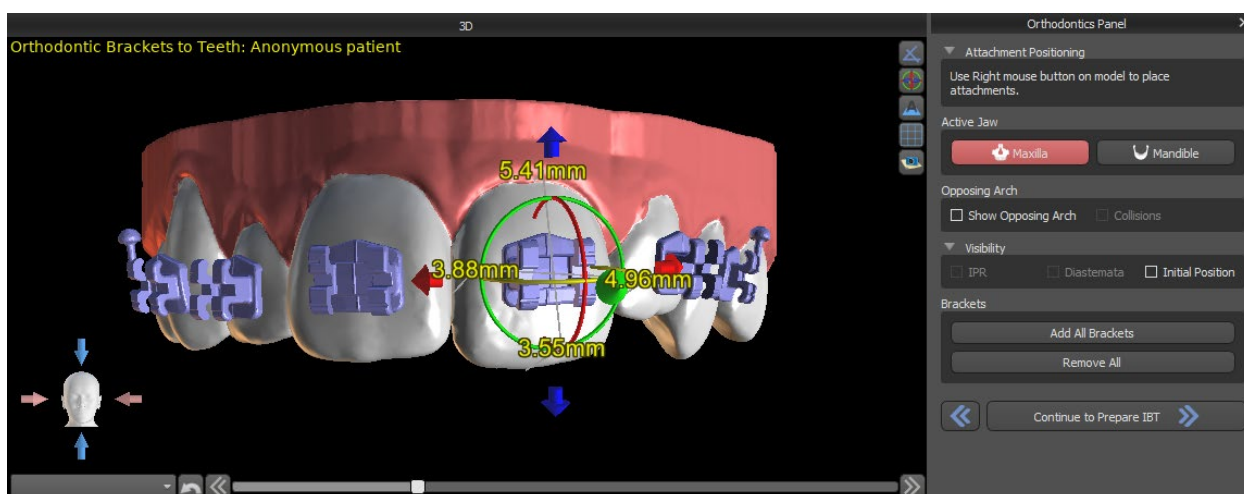 3D
Orthodontic Brackets to Teeth: Anonymous patient
5.41mm
3.88mm
4.96mm
3.55mm
Orthodontics Panel
Attachment Positioning
Use Right mouse button on model to place
attachments.
Active Jaw
Maxilla
Mandible
Opposing Arch
Show Opposing Arch
Collisions
Visibility
IPR
Diastemata
Initial Position
Brackets
Add All Brackets
Remove All
Continue to Prepare IBT